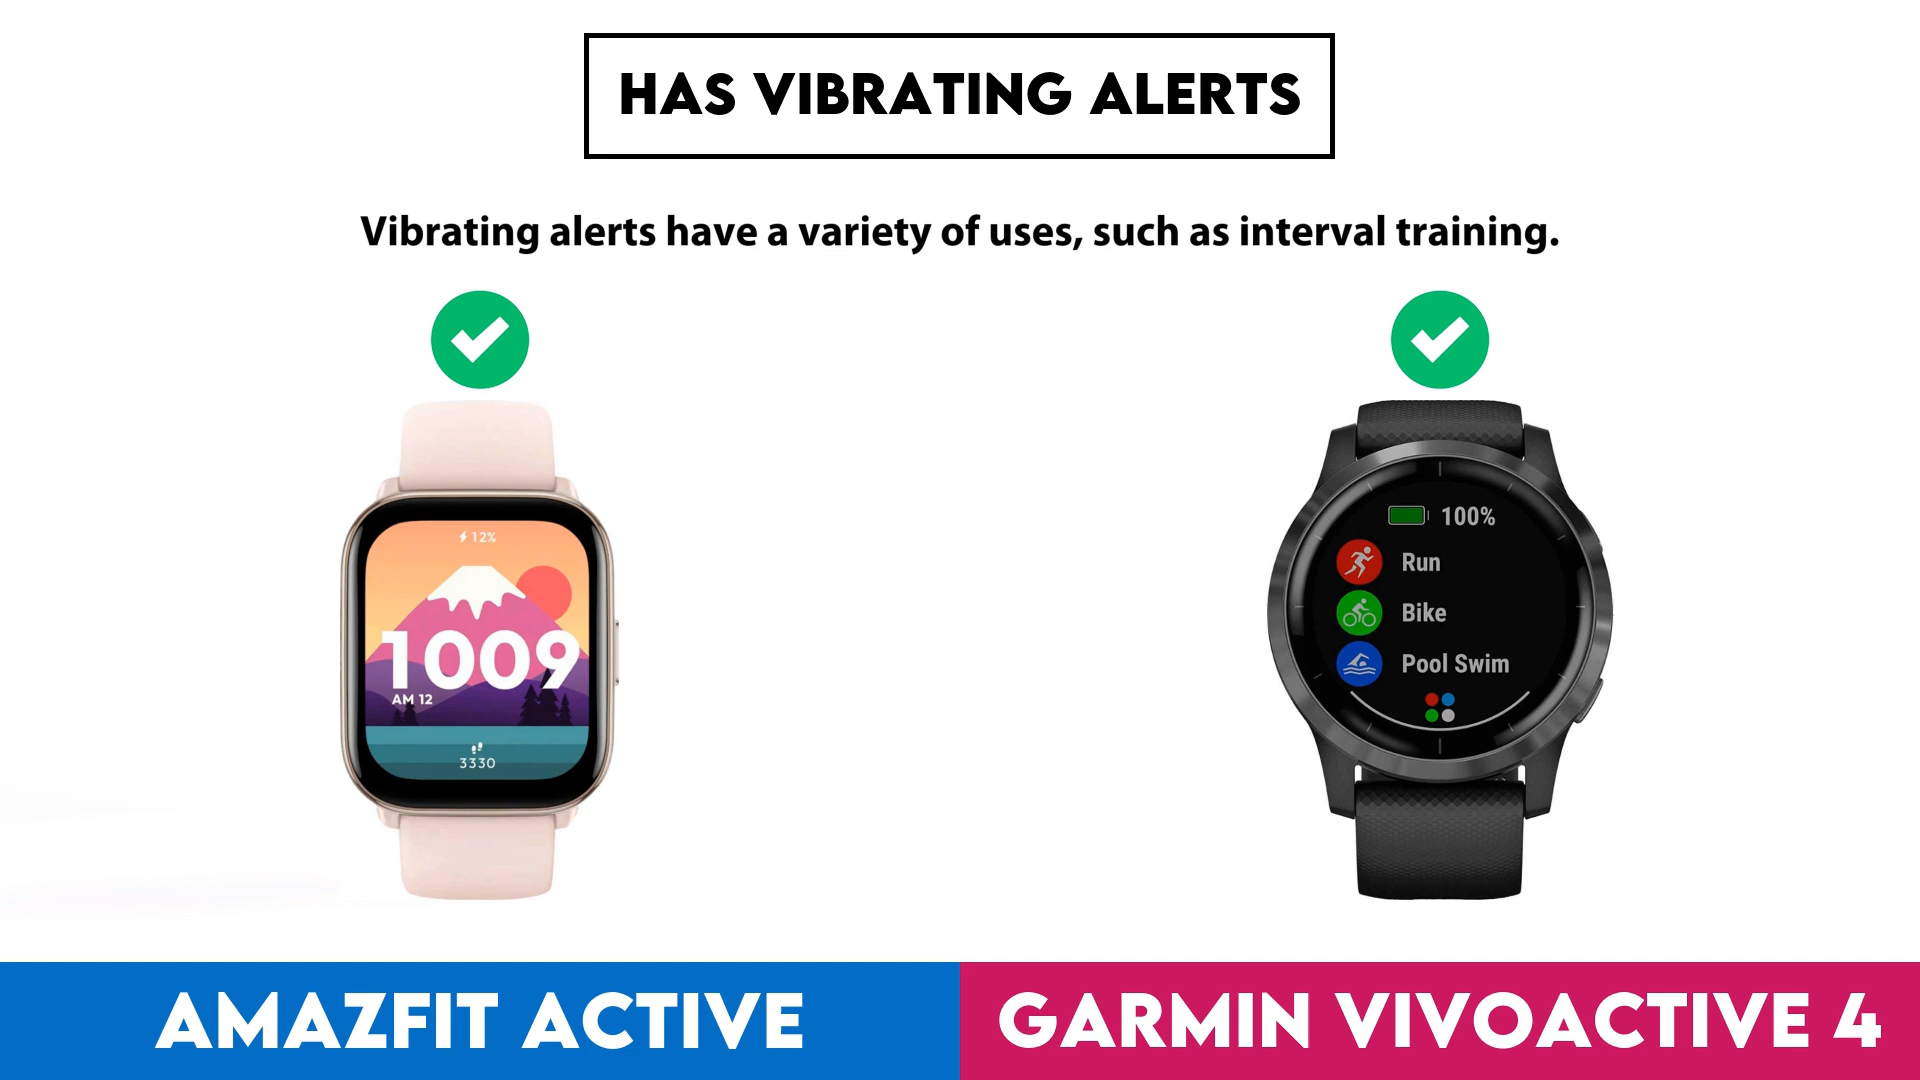 HAS VIBRATING ALERTS
Vibrating alerts have a variety of uses, such as interval training.
12%
1009
AM 12
3330
100%
Run
Bike
Pool Swim
AMAZFIT ACTIVE
GARMIN VIVOACTIVE 4